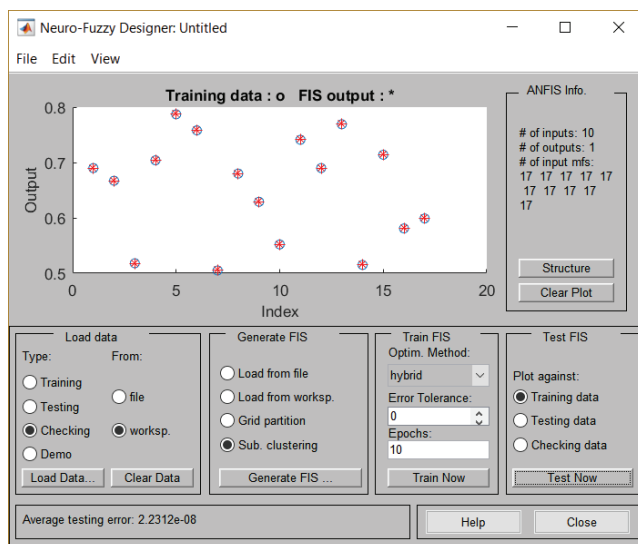 Neuro-Fuzzy Designer: Untitled
File Edit View
Training data : o FIS output : *
0.8
0.7
0.6
0.5
Output
0 5 10 15 20
Index
ANFIS Info.
# of inputs: 10
# of outputs: 1
# of input mfs:
17 17 17 17 17
17 17 17 17
17
Structure
Clear Plot
Load data
Type: From:
Training
Testing
Checking
Demo
file
worksp.
Load Data... Clear Data
Generate FIS
Load from file
Load from worksp.
Grid partition
Sub. clustering
Generate FIS ...
Train FIS
Optim. Method:
hybrid
Error Tolerance:
0
Epochs:
10
Train Now
Test FIS
Plot against:
Training data
Testing data
Checking data
Test Now
Average testing error: 2.2312e-08
Help Close